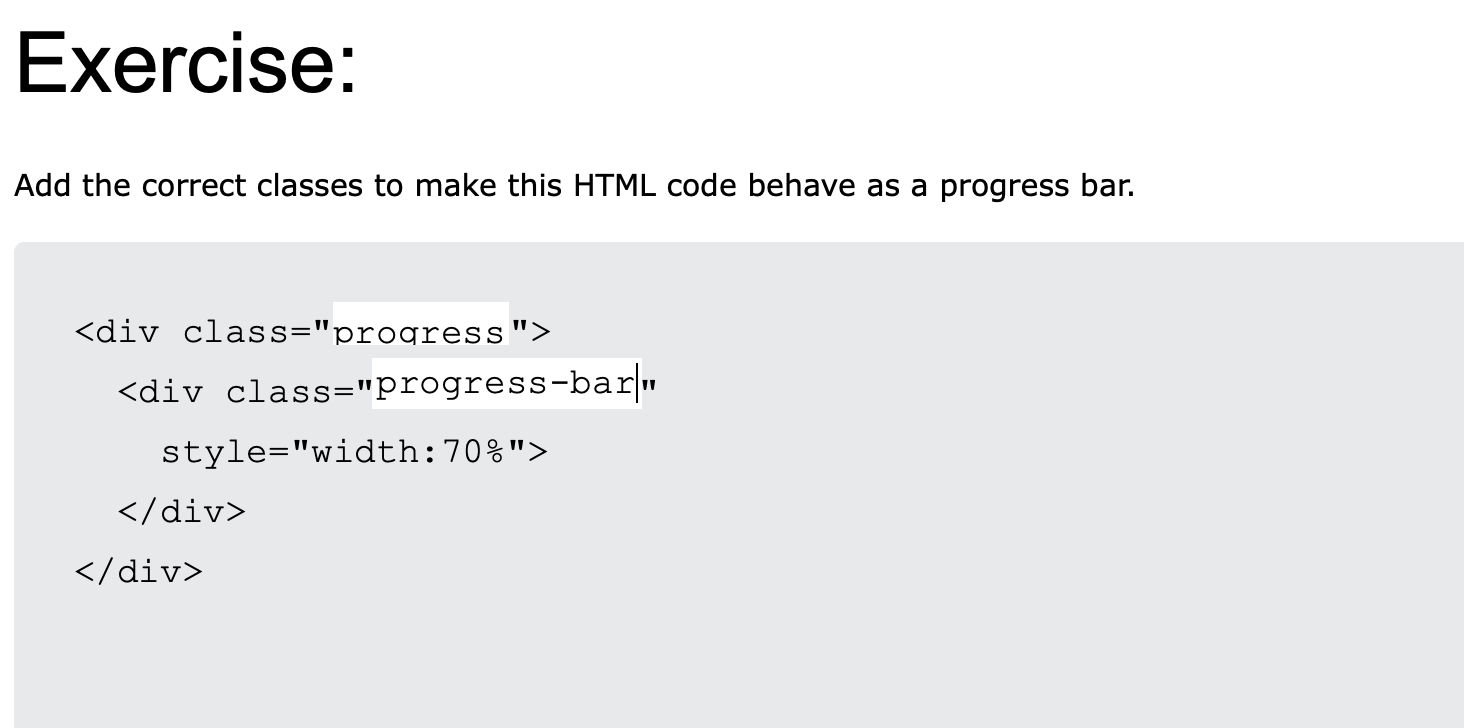 Exercise:
Add the correct classes to make this HTML code behave as a progress bar.
<div class="progress">
<div class="progress-bar"
style="width:70%">
</div>
</div>